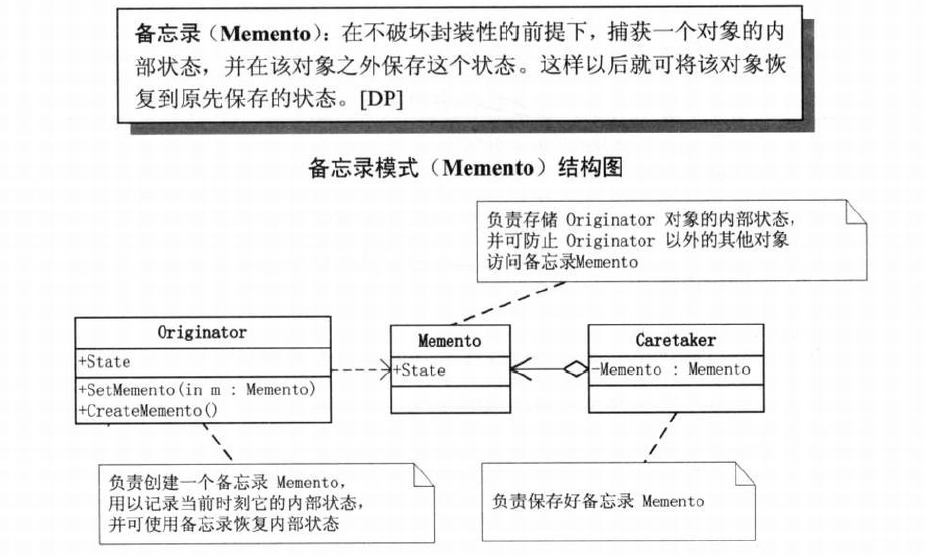 备忘录（Memento）：在不破坏封装性的前提下，捕获一个对象的内
部状态，并在该对象之外保存这个状态。这样以后就可将该对象恢
复到原先保存的状态。[DP]
备忘录模式（Memento）结构图
负责存储 Originator 对象的内部状态，
并可防止 Originator 以外的其他对象
访问备忘录Memento
Originator
+State
+SetMemento(in m : Memento)
+CreateMemento()
Memento
+State
Caretaker
-Memento : Memento
负责创建一个备忘录 Memento，
用以记录当前时刻它的内部状态，
并可使用备忘录恢复内部状态
负责保存好备忘录 Memento